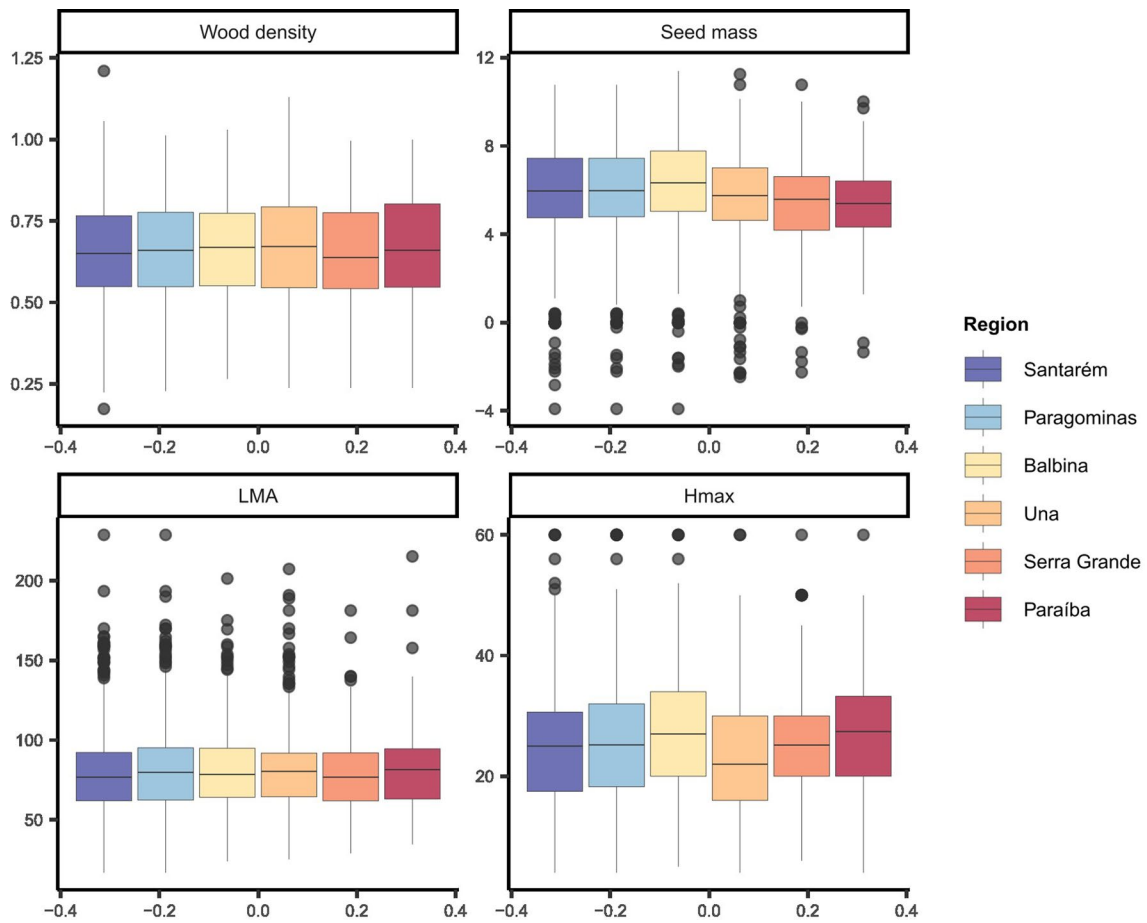 Wood density
Seed mass
1.25
1.00
0.75
0.50
0.25
−0.4 −0.2 0.0 0.2 0.4
12
8
4
0
−4
−0.4 −0.2 0.0 0.2 0.4
LMA
Hmax
200
150
100
50
−0.4 −0.2 0.0 0.2 0.4
60
40
20
−0.4 −0.2 0.0 0.2 0.4
Region
Santarém
Paragominas
Balbina
Una
Serra Grande
Paraíba